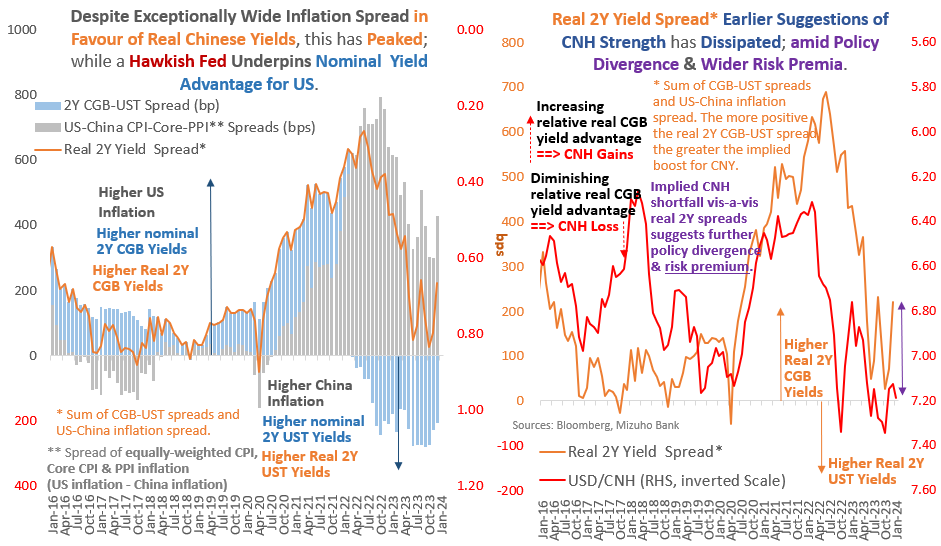 Despite Exceptionally Wide Inflation Spread in
Favour of Real Chinese Yields, this has Peaked;
while a Hawkish Fed Underpins Nominal Yield
Advantage for US.
1000
800
600
400
200
0
200
400
0.00
0.20
0.40
0.60
0.80
1.00
1.20
2Y CGB-UST Spread (bp)
US-China CPI-Core-PPI** Spreads (bps)
Real 2Y Yield Spread*
Higher US
Inflation
Higher nominal
2Y CGB Yields
Higher Real 2Y
CGB Yields
Higher China
Inflation
Higher nominal
2Y UST Yields
Higher Real 2Y
UST Yields
* Sum of CGB-UST spreads and
US-China inflation spread.
** Spread of equally-weighted CPI,
Core CPI & PPI inflation
(US inflation - China inflation)
Jan-16
Apr-16
Jul-16
Oct-16
Jan-17
Apr-17
Jul-17
Oct-17
Jan-18
Apr-18
Jul-18
Oct-18
Jan-19
Apr-19
Jul-19
Oct-19
Jan-20
Apr-20
Jul-20
Oct-20
Jan-21
Apr-21
Jul-21
Oct-21
Jan-22
Apr-22
Jul-22
Oct-22
Jan-23
Apr-23
Jul-23
Oct-23
Jan-24
Real 2Y Yield Spread* Earlier Suggestions of
CNH Strength has Dissipated; amid Policy
Divergence & Wider Risk Premia.
800
700
600
500
400
300
200
100
0
-100
-200
bps
5.60
5.80
6.00
6.20
6.40
6.60
6.80
7.00
7.20
7.40
7.60
* Sum of CGB-UST spreads
and US-China inflation
spread. The more positive
the real 2Y CGB-UST spread
the greater the implied
boost for CNY.
Increasing
relative real CGB
yield advantage
==> CNH Gains
Diminishing
relative real CGB
yield advantage
==> CNH Loss
Implied CNH
shortfall vis-a-vis
real 2Y spreads
suggests further
policy divergence
& risk premium.
Higher
Real 2Y
CGB
Yields
Sources: Bloomberg, Mizuho Bank
Real 2Y Yield Spread*
USD/CNH (RHS, inverted Scale)
Higher Real 2Y
UST Yields
Jan-16
Apr-16
Jul-16
Oct-16
Jan-17
Apr-17
Jul-17
Oct-17
Jan-18
Apr-18
Jul-18
Oct-18
Jan-19
Apr-19
Jul-19
Oct-19
Jan-20
Apr-20
Jul-20
Oct-20
Jan-21
Apr-21
Jul-21
Oct-21
Jan-22
Apr-22
Jul-22
Oct-22
Jan-23
Apr-23
Jul-23
Oct-23
Jan-24